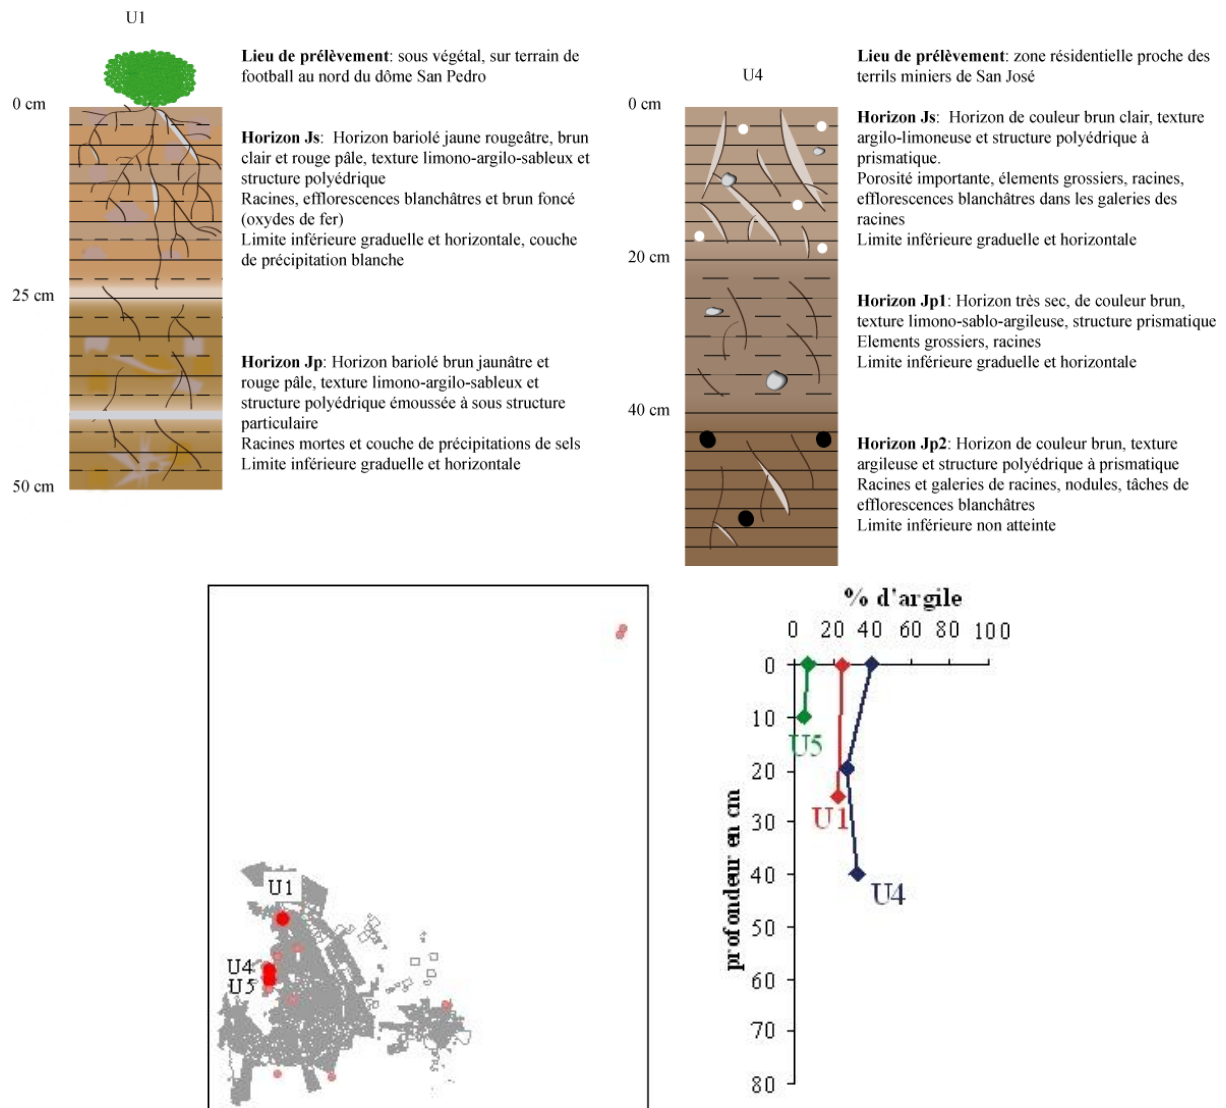 U1
Lieu de prélèvement: sous végétal, sur terrain de
football au nord du dôme San Pedro
0 cm
25 cm
50 cm
Horizon Js: Horizon bariolé jaune rougeâtre, brun
clair et rouge pâle, texture limono-argilo-sableux et
structure polyédrique
Racines, efflorescences blanchâtres et brun foncé
(oxydes de fer)
Limite inférieure graduelle et horizontale, couche
de précipitation blanche
Horizon Jp: Horizon bariolé brun jaunâtre et
rouge pâle, texture limono-argilo-sableux et
structure polyédrique émoussée à sous structure
particulaire
Racines mortes et couche de précipitations de sels
Limite inférieure graduelle et horizontale
U4
Lieu de prélèvement: zone résidentielle proche des
terrils miniers de San José
0 cm
20 cm
40 cm
Horizon Js: Horizon de couleur brun clair, texture
argilo-limoneuse et structure polyédrique à
prismatique.
Porosité importante, élements grossiers, racines,
efflorescences blanchâtres dans les galeries des
racines
Limite inférieure graduelle et horizontale
Horizon Jp1: Horizon très sec, de couleur brun,
texture limono-sablo-argileuse, structure prismatique
Elements grossiers, racines
Limite inférieure graduelle et horizontale
Horizon Jp2: Horizon de couleur brun, texture
argileuse et structure polyédrique à prismatique
Racines et galeries de racines, nodules, tâches de
efflorescences blanchâtres
Limite inférieure non atteinte
U1
U4
U5
% d'argile
0 20 40 60 80 100
profondeur en cm
0
10
20
30
40
50
60
70
80
U5
U1
U4